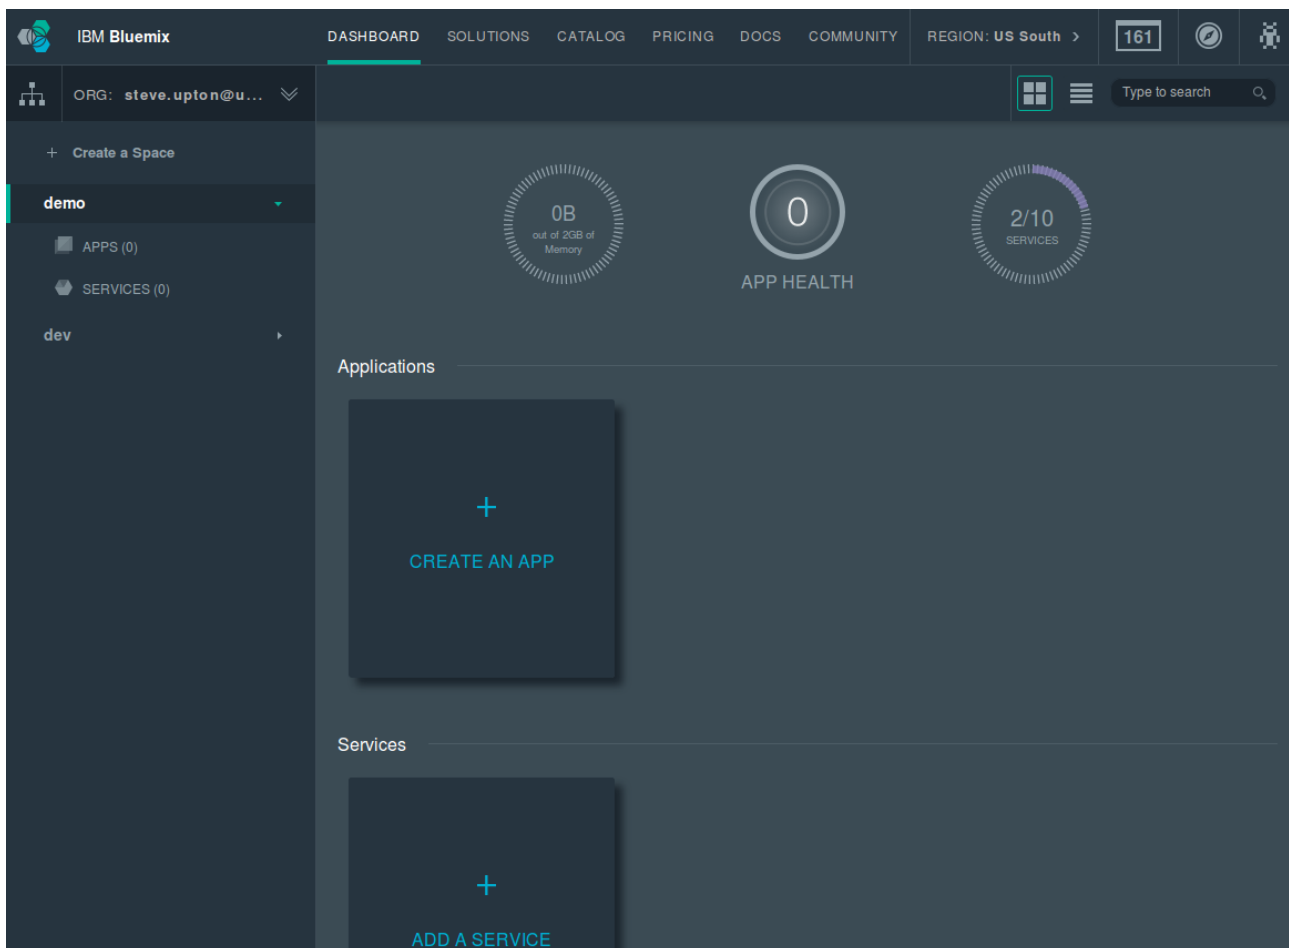 IBM Bluemix
DASHBOARD SOLUTIONS CATALOG PRICING DOCS COMMUNITY REGION: US South > 161
ORG: steve.upton@u...
Type to search
+ Create a Space
demo
APPS (0)
SERVICES (0)
dev
0B
out of 2GB of
Memory
0
APP HEALTH
2/10
SERVICES
Applications
+
CREATE AN APP
Services
+
ADD A SERVICE